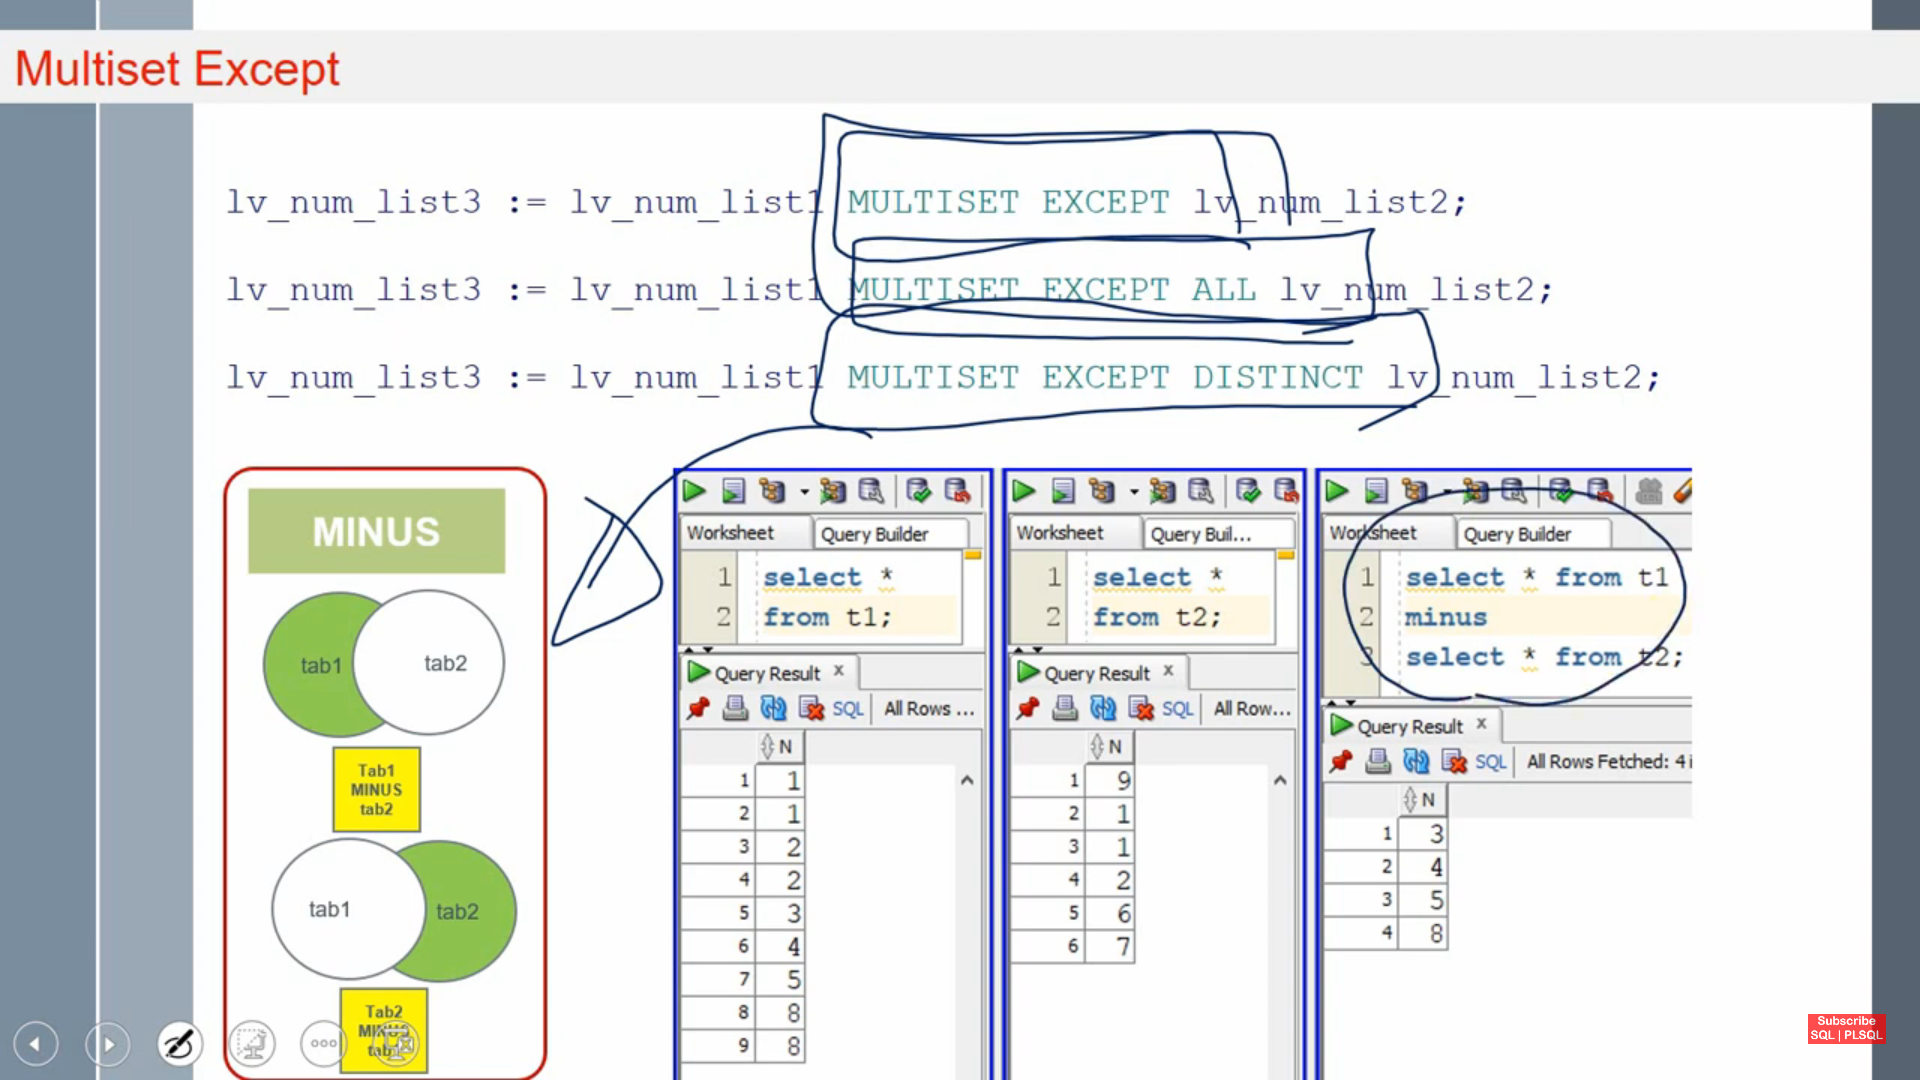 Multiset Except
lv_num_list3 := lv_num_list1 MULTISET EXCEPT lv_num_list2;
lv_num_list3 := lv_num_list1 MULTISET EXCEPT ALL lv_num_list2;
lv_num_list3 := lv_num_list1 MULTISET EXCEPT DISTINCT lv_num_list2;
MINUS
tab1 tab2
Tab1
MINUS
tab2
tab1 tab2
Tab2
MINUS
Worksheet Query Builder
1 select *
2 from t1;
Query Result x
SQL All Rows ...
N
1 1
2 1
3 2
4 2
5 3
6 4
7 5
8 8
9 8
Worksheet Query Buil...
1 select *
2 from t2;
Query Result x
SQL All Row...
N
1 9
2 1
3 1
4 2
5 6
6 7
Worksheet Query Builder
1 select * from t1
2 minus
3 select * from t2;
Query Result x
SQL All Rows Fetched: 4 i
N
1 3
2 4
3 5
4 8
Subscribe
SQL | PLSQL